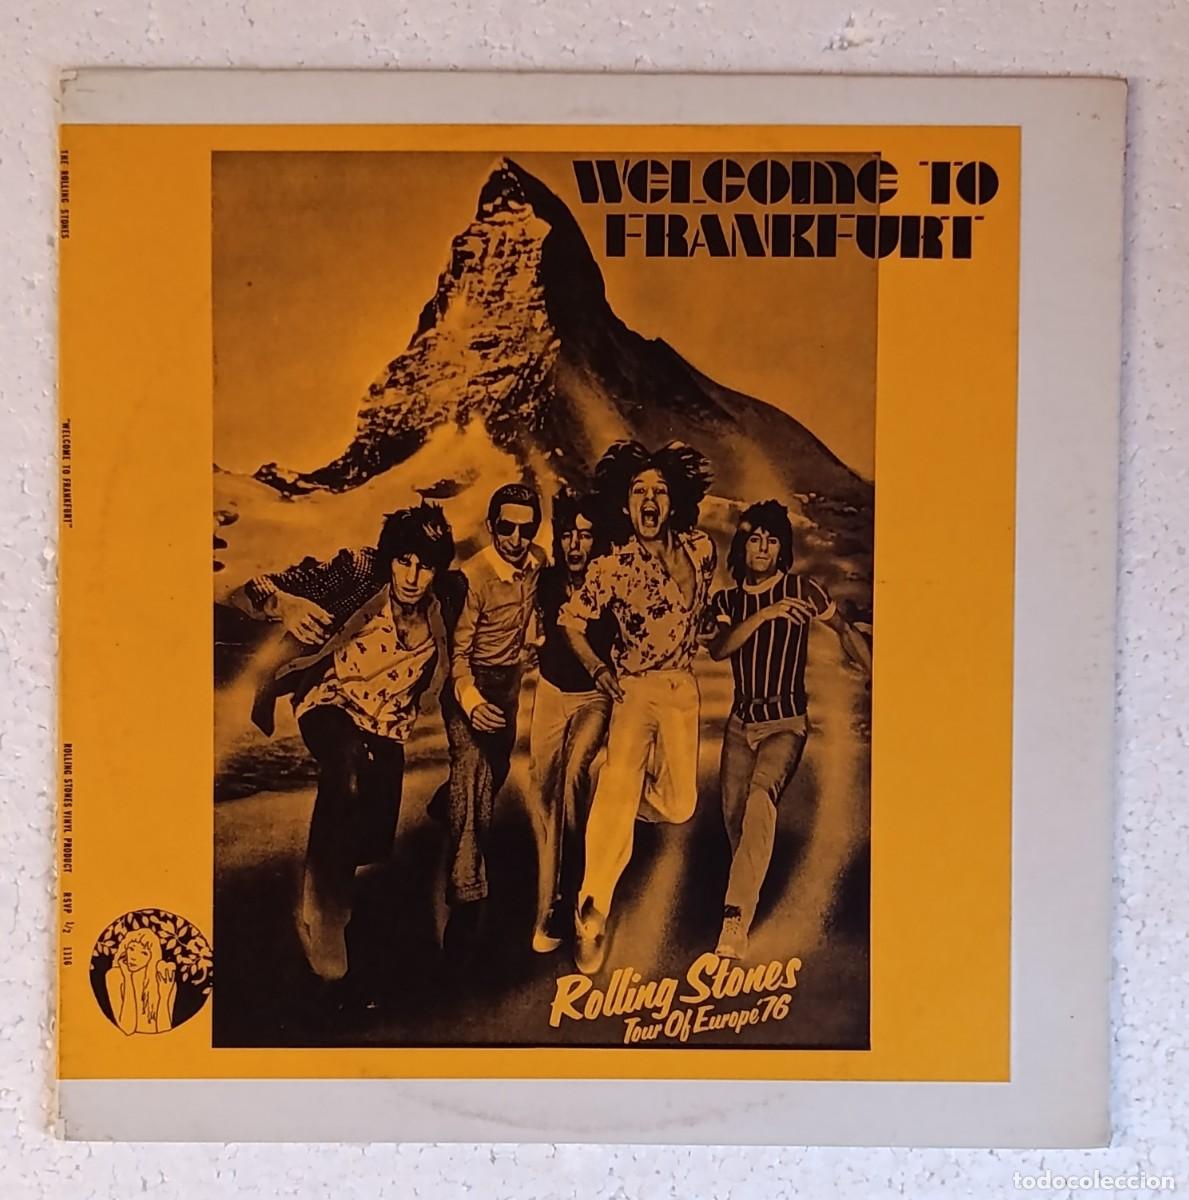 WELCOME TO
FRANKFURT
THE ROLLING STONES
"WELCOME TO FRANKFURT"
ROLLING STONES VINYL PRODUCT RSVP 1/2 1116
Rolling Stones
Tour Of Europe '76
todocoleccion